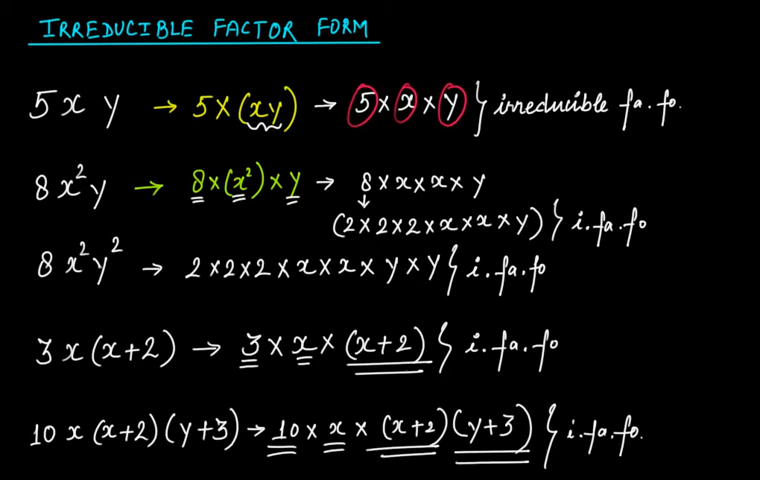 IRREDUCIBLE FACTOR FORM
5 x y → 5 × (xy) → 5 × x × y } irreducible fa. fo.
8x²y → 8 × (x²) × y → 8 × x × x × y
↓
(2 × 2 × 2 × x × x × y) } i. fa. fo
8x²y² → 2 × 2 × 2 × x × x × y × y } i. fa. fo
3x(x+2) → 3 × x × (x+2) } i. fa. fo
10x(x+2)(y+3) → 10 × x × (x+2)(y+3) } i. fa. fo.